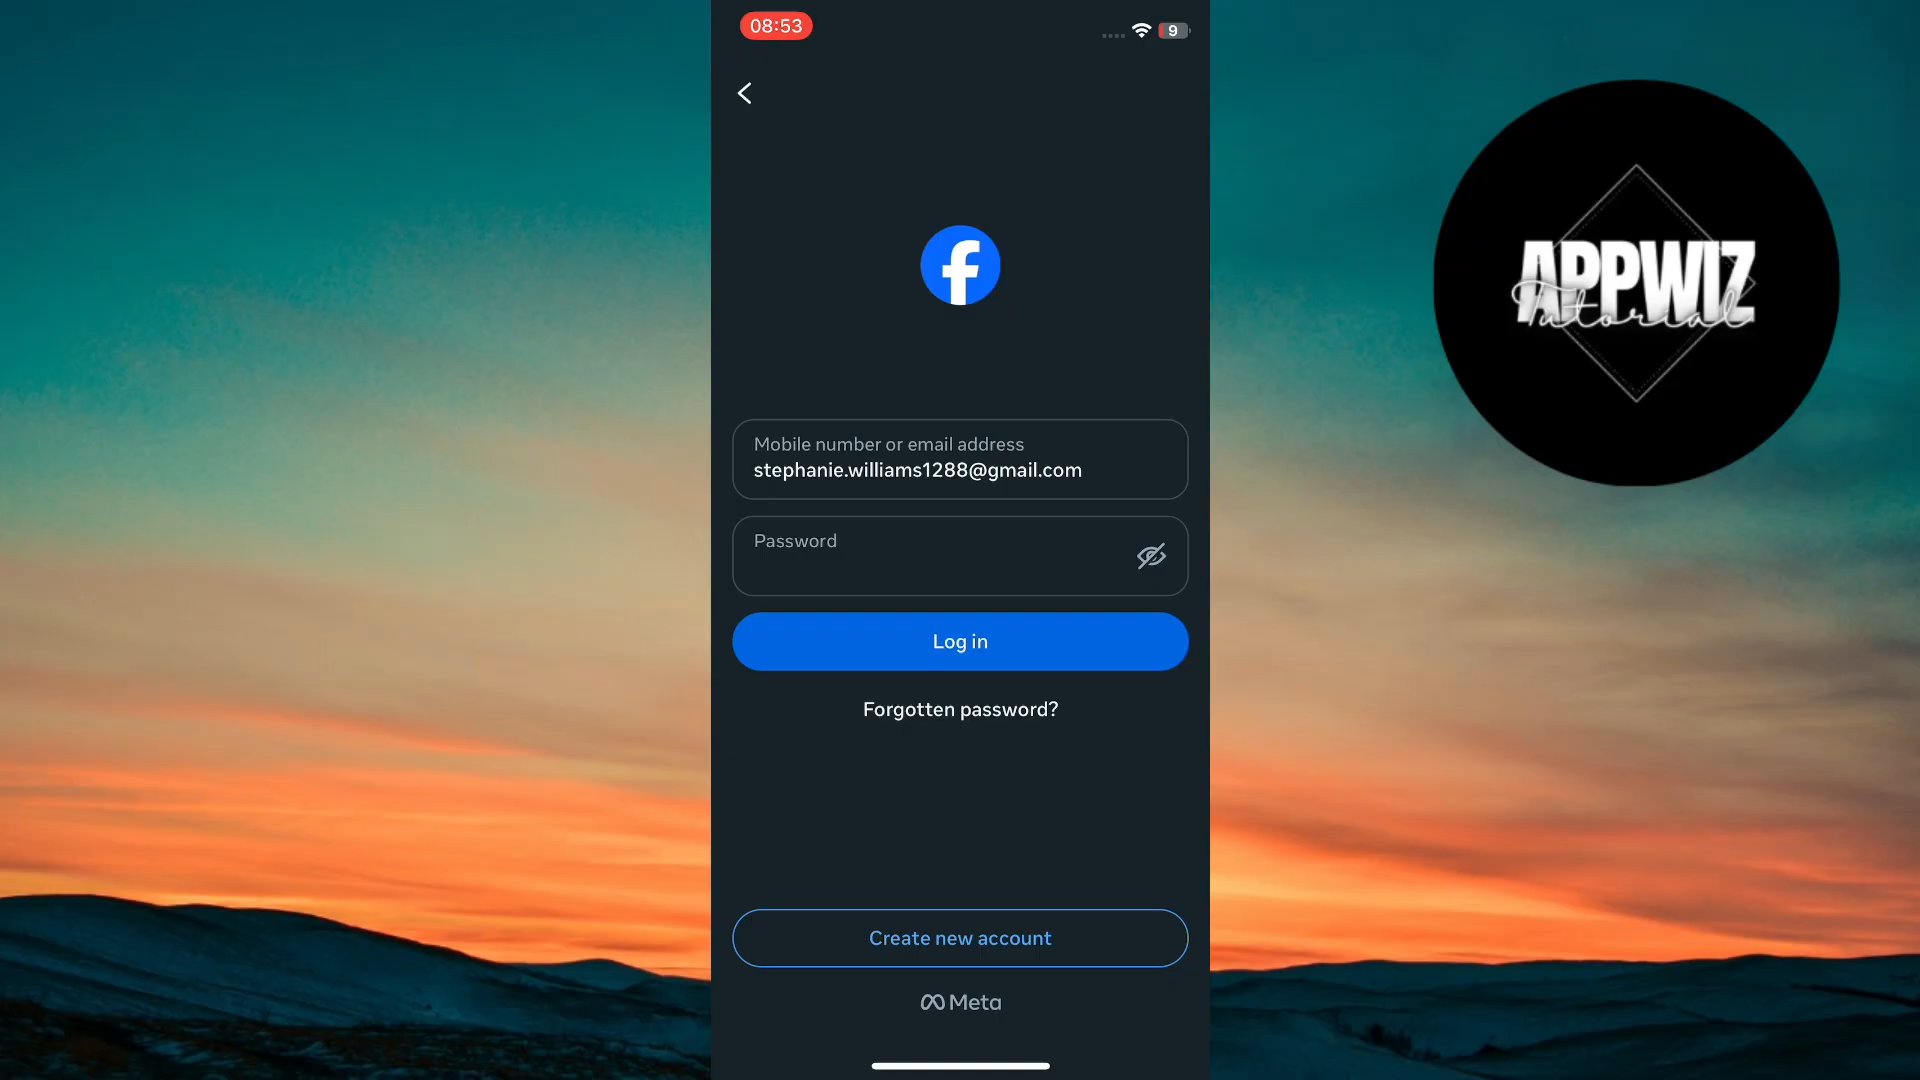 08:53
9
APPWIZ
Tutorial
Mobile number or email address
stephanie.williams1288@gmail.com
Password
Log in
Forgotten password?
Create new account
Meta